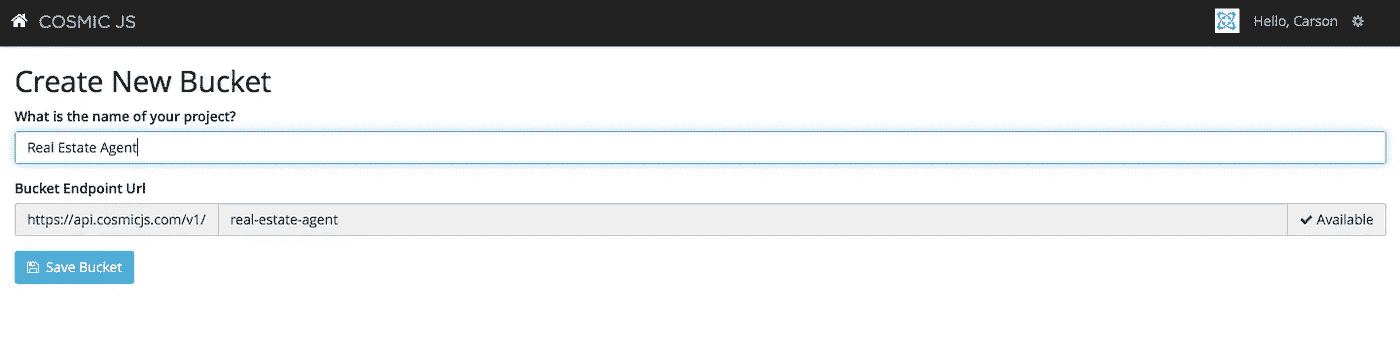 COSMIC JS Hello, Carson
Create New Bucket
What is the name of your project?
Real Estate Agent
Bucket Endpoint Url
https://api.cosmicjs.com/v1/ real-estate-agent Available
Save Bucket